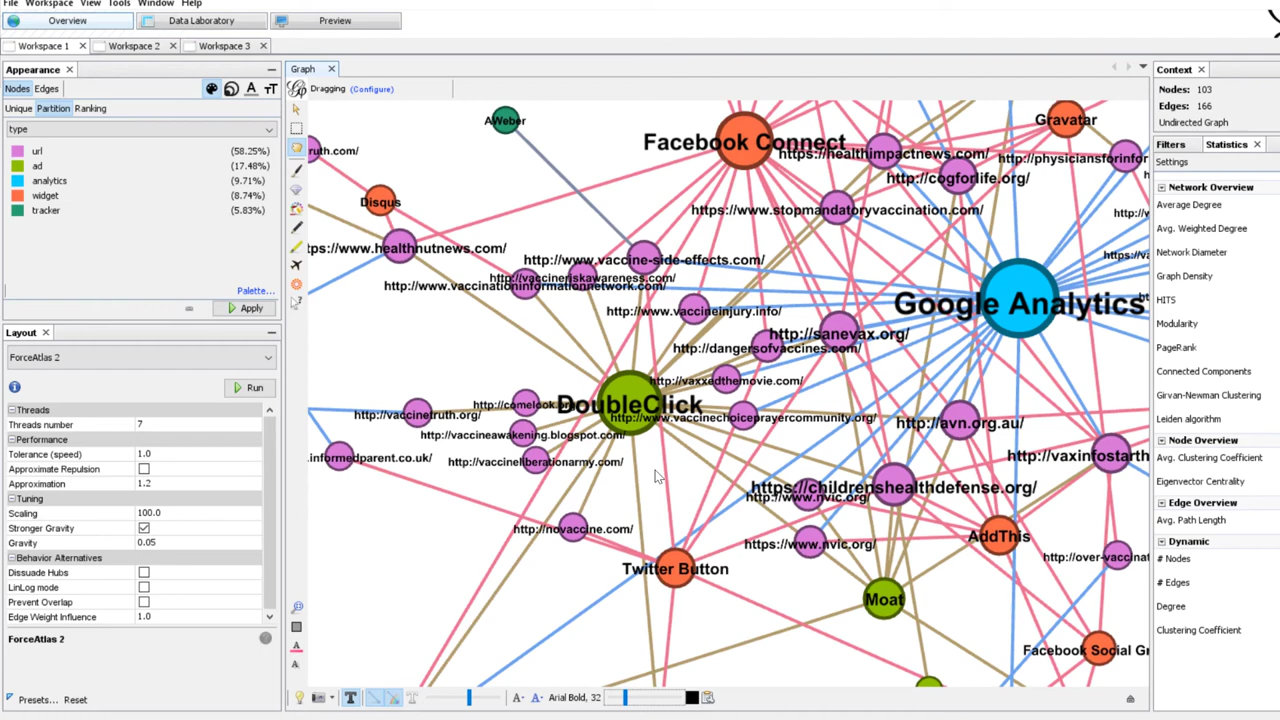 File Workspace View Tools Window Help
Overview Data Laboratory Preview
Workspace 1 Workspace 2 Workspace 3
Appearance
Nodes Edges
Unique Partition Ranking
type
url (58.25%)
ad (17.48%)
analytics (9.71%)
widget (8.74%)
tracker (5.83%)
Palette...
Apply
Layout
ForceAtlas 2
Run
Threads
Threads number 7
Performance
Tolerance (speed) 1.0
Approximate Repulsion
Approximation 1.2
Tuning
Scaling 100.0
Stronger Gravity
Gravity 0.05
Behavior Alternatives
Dissuade Hubs
LinLog mode
Prevent Overlap
Edge Weight Influence 1.0
ForceAtlas 2
Presets... Reset
Graph
Dragging (Configure)
AWeber
Gravatar
Facebook Connect
ruth.com/
https://healthimpactnews.com/
http://physiciansforinfor
http://cogforlife.org/
Disqus
https://www.stopmandatoryvaccination.com/
http://w
tps://www.healthnutnews.com/
https://va
http://www.vaccine-side-effects.com/
http://vaccineriskawareness.com/
http://www.vaccinationinformationnetwork.com/
Google Analytics
http://www.vaccineinjury.info/
http://sanevax.org/
http://dangersofvaccines.com/
http://vaxxedthemovie.com/
DoubleClick
http://vaccinetruth.org/
http://www.vaccinechoiceprayercommunity.org/
http://avn.org.au/
http://vaccineawakening.blogspot.com/
.informedparent.co.uk/
http://vaccineliberationarmy.com/
http://vaxinfostarth
https://childrenshealthdefense.org/
http://www.nvic.org/
http://novaccine.com/
https://www.nvic.org/
AddThis
http://over-vaccinat
Twitter Button
Moat
Facebook Social Gr
Arial Bold, 32
Context
Nodes: 103
Edges: 166
Undirected Graph
Filters Statistics
Settings
Network Overview
Average Degree
Avg. Weighted Degree
Network Diameter
Graph Density
HITS
Modularity
PageRank
Connected Components
Girvan-Newman Clustering
Leiden algorithm
Node Overview
Avg. Clustering Coefficient
Eigenvector Centrality
Edge Overview
Avg. Path Length
Dynamic
# Nodes
# Edges
Degree
Clustering Coefficient